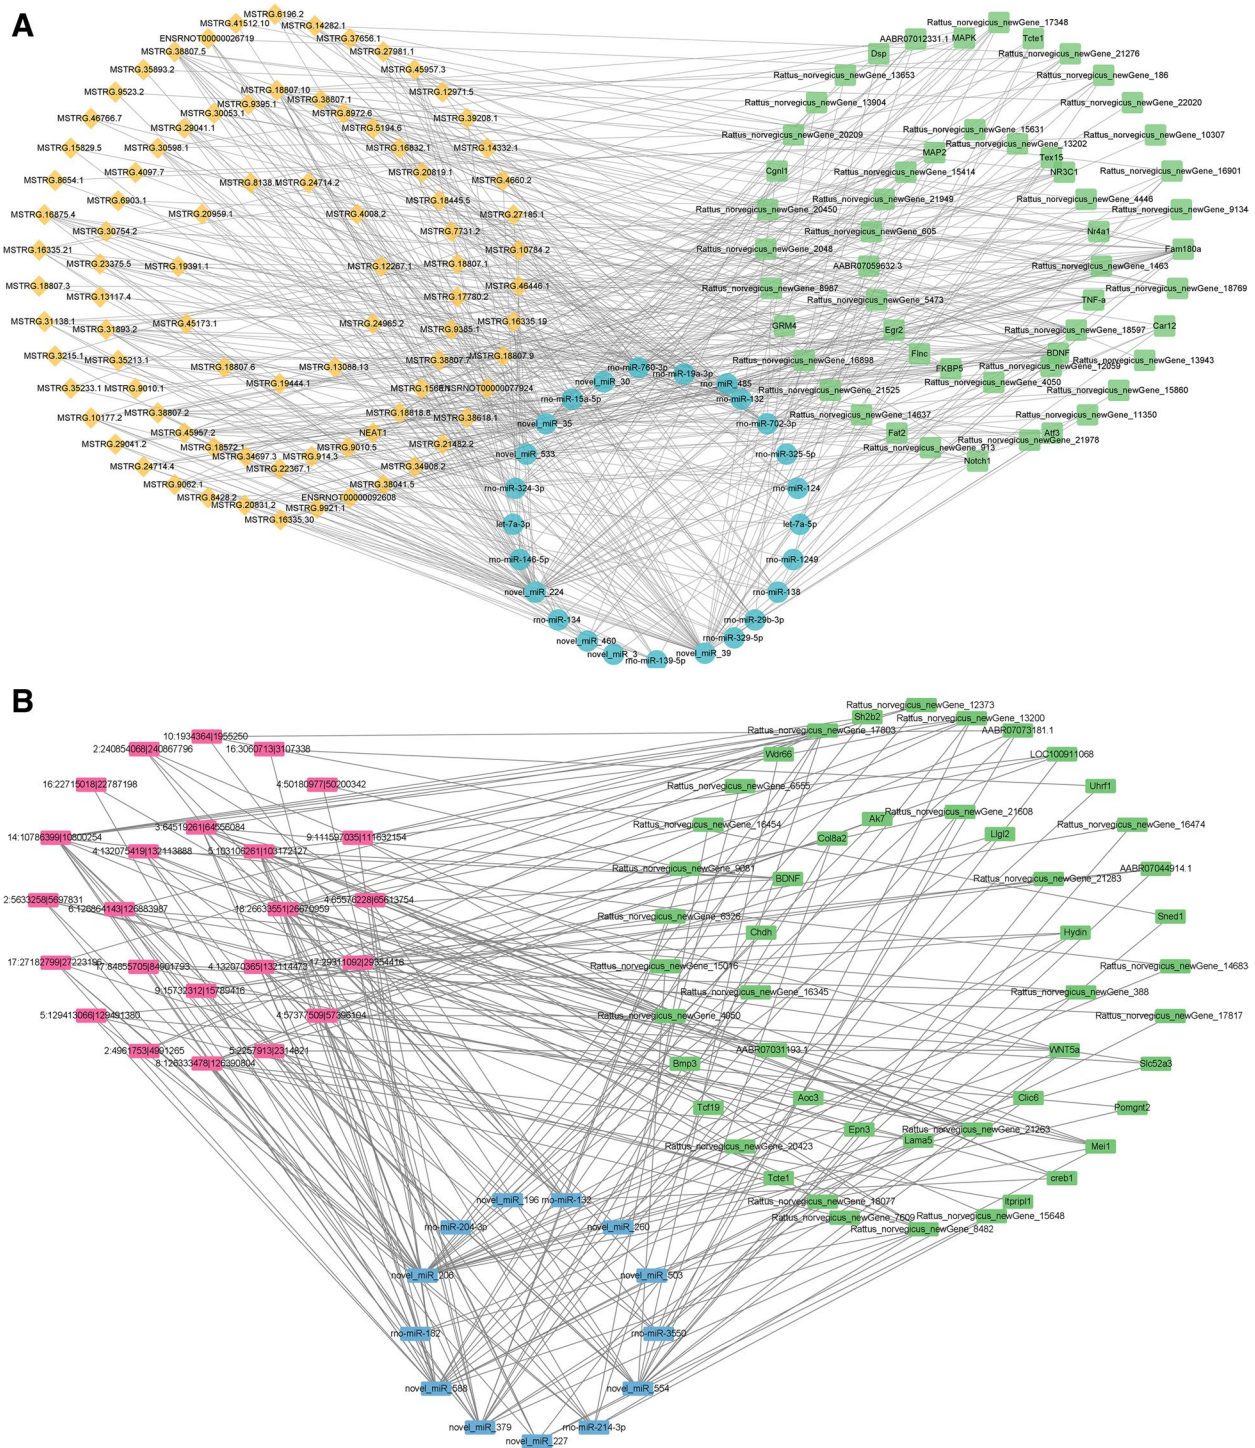 A
MSTRG.6196.2
MSTRG.41512.10
MSTRG.14282.1
ENSRNOT00000026719
MSTRG.37656.1
MSTRG.38807.5
MSTRG.27981.1
MSTRG.35893.2
MSTRG.45957.3
MSTRG.9523.2
MSTRG.18807.10
MSTRG.12971.5
MSTRG.9395.1
MSTRG.38807.1
MSTRG.46766.7
MSTRG.30053.1
MSTRG.8972.6
MSTRG.39208.1
MSTRG.29041.1
MSTRG.5194.6
MSTRG.15829.5
MSTRG.30598.1
MSTRG.16832.1
MSTRG.14332.1
MSTRG.4097.7
MSTRG.20819.1
MSTRG.8654.1
MSTRG.24714.2
MSTRG.4660.2
MSTRG.6903.1
MSTRG.18445.5
MSTRG.16875.4
MSTRG.20959.1
MSTRG.4008.2
MSTRG.27185.1
MSTRG.30754.2
MSTRG.7731.2
MSTRG.16335.21
MSTRG.10784.2
MSTRG.23375.5
MSTRG.19391.1
MSTRG.12267.1
MSTRG.18807.1
MSTRG.18807.3
MSTRG.46446.1
MSTRG.13117.4
MSTRG.17780.2
MSTRG.31138.1
MSTRG.31893.2
MSTRG.45173.1
MSTRG.24965.2
MSTRG.9385.1
MSTRG.16335.19
MSTRG.3215.1
MSTRG.35213.1
MSTRG.18807.6
MSTRG.13088.13
MSTRG.38807.7
MSTRG.18807.9
MSTRG.35233.1
MSTRG.9010.1
MSTRG.19444.1
ENSRNOT00000077924
MSTRG.10177.2
MSTRG.38807.2
MSTRG.18818.8
MSTRG.38618.1
MSTRG.45957.2
NEAT1
MSTRG.29041.2
MSTRG.18572.1
MSTRG.9010.5
MSTRG.21482.2
MSTRG.34697.3
MSTRG.914.3
MSTRG.24714.4
MSTRG.22367.1
MSTRG.34908.2
MSTRG.9062.1
MSTRG.38041.5
MSTRG.8428.2
ENSRNOT00000092608
MSTRG.20831.2
MSTRG.9921.1
MSTRG.16335.30
Rattus_norvegicus_newGene_17348
AABR07012331.1
MAPK
Tcte1
Dsp
Rattus_norvegicus_newGene_21276
Rattus_norvegicus_newGene_13653
Rattus_norvegicus_newGene_186
Rattus_norvegicus_newGene_13904
Rattus_norvegicus_newGene_22020
Rattus_norvegicus_newGene_20209
Rattus_norvegicus_newGene_15631
Rattus_norvegicus_newGene_10307
Rattus_norvegicus_newGene_13202
MAP2
Tex15
Cgnl1
Rattus_norvegicus_newGene_15414
NR3C1
Rattus_norvegicus_newGene_16901
Rattus_norvegicus_newGene_21949
Rattus_norvegicus_newGene_4446
Rattus_norvegicus_newGene_20450
Rattus_norvegicus_newGene_9134
Rattus_norvegicus_newGene_605
Nr4a1
Rattus_norvegicus_newGene_2048
Fam180a
AABR07059632.3
Rattus_norvegicus_newGene_1463
Rattus_norvegicus_newGene_8987
Rattus_norvegicus_newGene_18769
Rattus_norvegicus_newGene_5473
TNF-a
GRM4
Egr2
Rattus_norvegicus_newGene_18597
Car12
Flnc
BDNF
Rattus_norvegicus_newGene_16898
Rattus_norvegicus_newGene_13943
FKBP5
Rattus_norvegicus_newGene_12059
Rattus_norvegicus_newGene_4050
Rattus_norvegicus_newGene_21525
Rattus_norvegicus_newGene_15860
Rattus_norvegicus_newGene_14637
Rattus_norvegicus_newGene_11350
Fat2
Atf3
Rattus_norvegicus_newGene_21978
Rattus_norvegicus_newGene_913
Notch1
rno-miR-760-3p
rno-miR-19a-3p
novel_miR_30
rno-miR_485
rno-miR-15a-5p
rno-miR-132
novel_miR_35
rno-miR-702-3p
novel_miR_533
rno-miR-325-5p
rno-miR-324-3p
rno-miR-124
let-7a-3p
let-7a-5p
rno-miR-146-5p
rno-miR-1249
novel_miR_224
rno-miR-138
rno-miR-134
rno-miR-29b-3p
novel_miR_460
rno-miR-329-5p
novel_miR_3
rno-miR-139-5p
novel_miR_39
B
10:1934364|1955250
2:240854068|240867796
16:3060713|3107338
16:22715018|22787198
4:50180977|50200342
3:64519261|64556084
14:10786399|10800254
9:111597035|111632154
4:132075419|132113888
5:103106261|103172127
2:5633258|5697831
4:65576228|65613754
6:126864143|126883987
18:26633551|26670959
17:84855705|84901793
4:132070365|132114473
17:29311092|29354416
9:15732312|15789416
5:129413066|129491380
4:57377509|57396104
2:4961753|4991265
5:2257913|2314821
8:126333478|126390804
Rattus_norvegicus_newGene_12373
Sh2b2
Rattus_norvegicus_newGene_13200
Rattus_norvegicus_newGene_17803
AABR07073181.1
Wdr66
LOC100911068
Rattus_norvegicus_newGene_6555
Uhrf1
Rattus_norvegicus_newGene_21608
Ak7
Rattus_norvegicus_newGene_16454
Rattus_norvegicus_newGene_16474
Llgl2
Col8a2
Rattus_norvegicus_newGene_9381
AABR07044914.1
BDNF
Rattus_norvegicus_newGene_21283
Rattus_norvegicus_newGene_6326
Sned1
Chdh
Hydin
Rattus_norvegicus_newGene_15016
Rattus_norvegicus_newGene_14683
Rattus_norvegicus_newGene_16345
Rattus_norvegicus_newGene_388
Rattus_norvegicus_newGene_4050
Rattus_norvegicus_newGene_17817
AABR07031193.1
WNT5a
Bmp3
Slc52a3
Aoc3
Clic6
Tcf19
Pomgnt2
Epn3
Rattus_norvegicus_newGene_21263
Lama5
Rattus_norvegicus_newGene_20423
Mei1
Tcte1
creb1
Rattus_norvegicus_newGene_18077
Itpripl1
Rattus_norvegicus_newGene_7609
Rattus_norvegicus_newGene_15648
Rattus_norvegicus_newGene_8482
novel_miR_196
rno-miR-132
rno-miR-204-3p
novel_miR_260
novel_miR_206
novel_miR_503
rno-miR-182
rno-miR-3550
novel_miR_588
novel_miR_554
novel_miR_379
rno-miR-214-3p
novel_miR_227